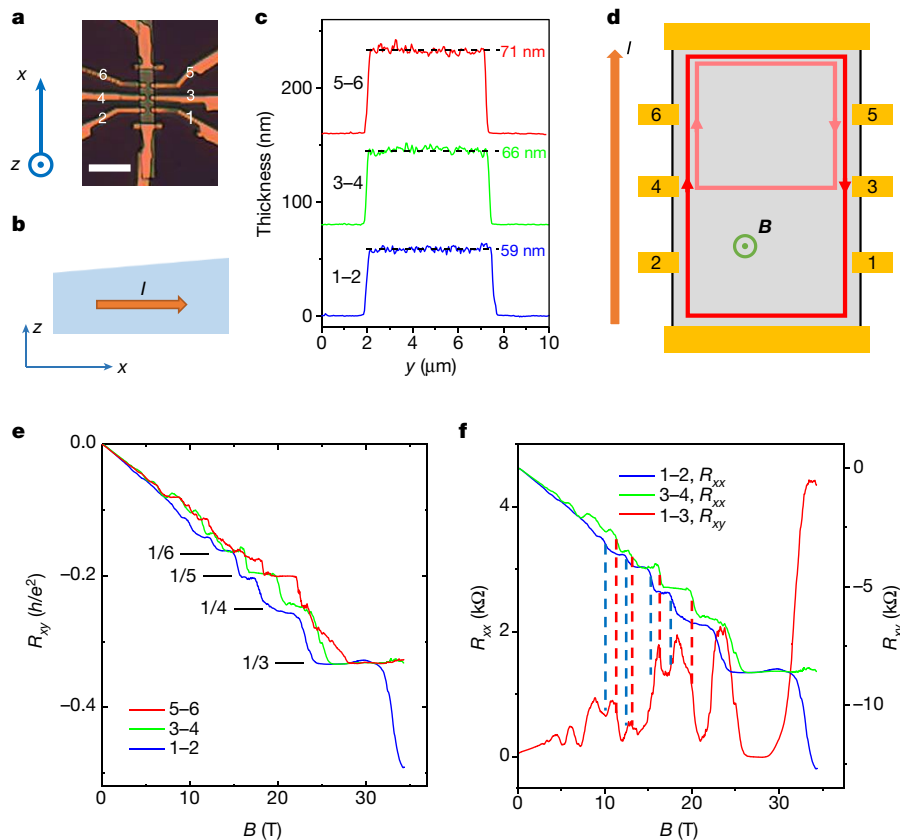 a
x
z
6
5
4
3
2
1
b
I
z
x
c
Thickness (nm)
200
100
0
71 nm
5–6
66 nm
3–4
59 nm
1–2
0 2 4 6 8 10
y (μm)
d
I
6
5
4
3
B
2
1
e
Rxy (h/e²)
0.0
−0.2
−0.4
1/6
1/5
1/4
1/3
5–6
3–4
1–2
0 10 20 30
B (T)
f
Rxx (kΩ)
4
2
0
1–2, Rxx
3–4, Rxx
1–3, Rxy
0
−5
−10
Rxy (kΩ)
0 10 20 30
B (T)